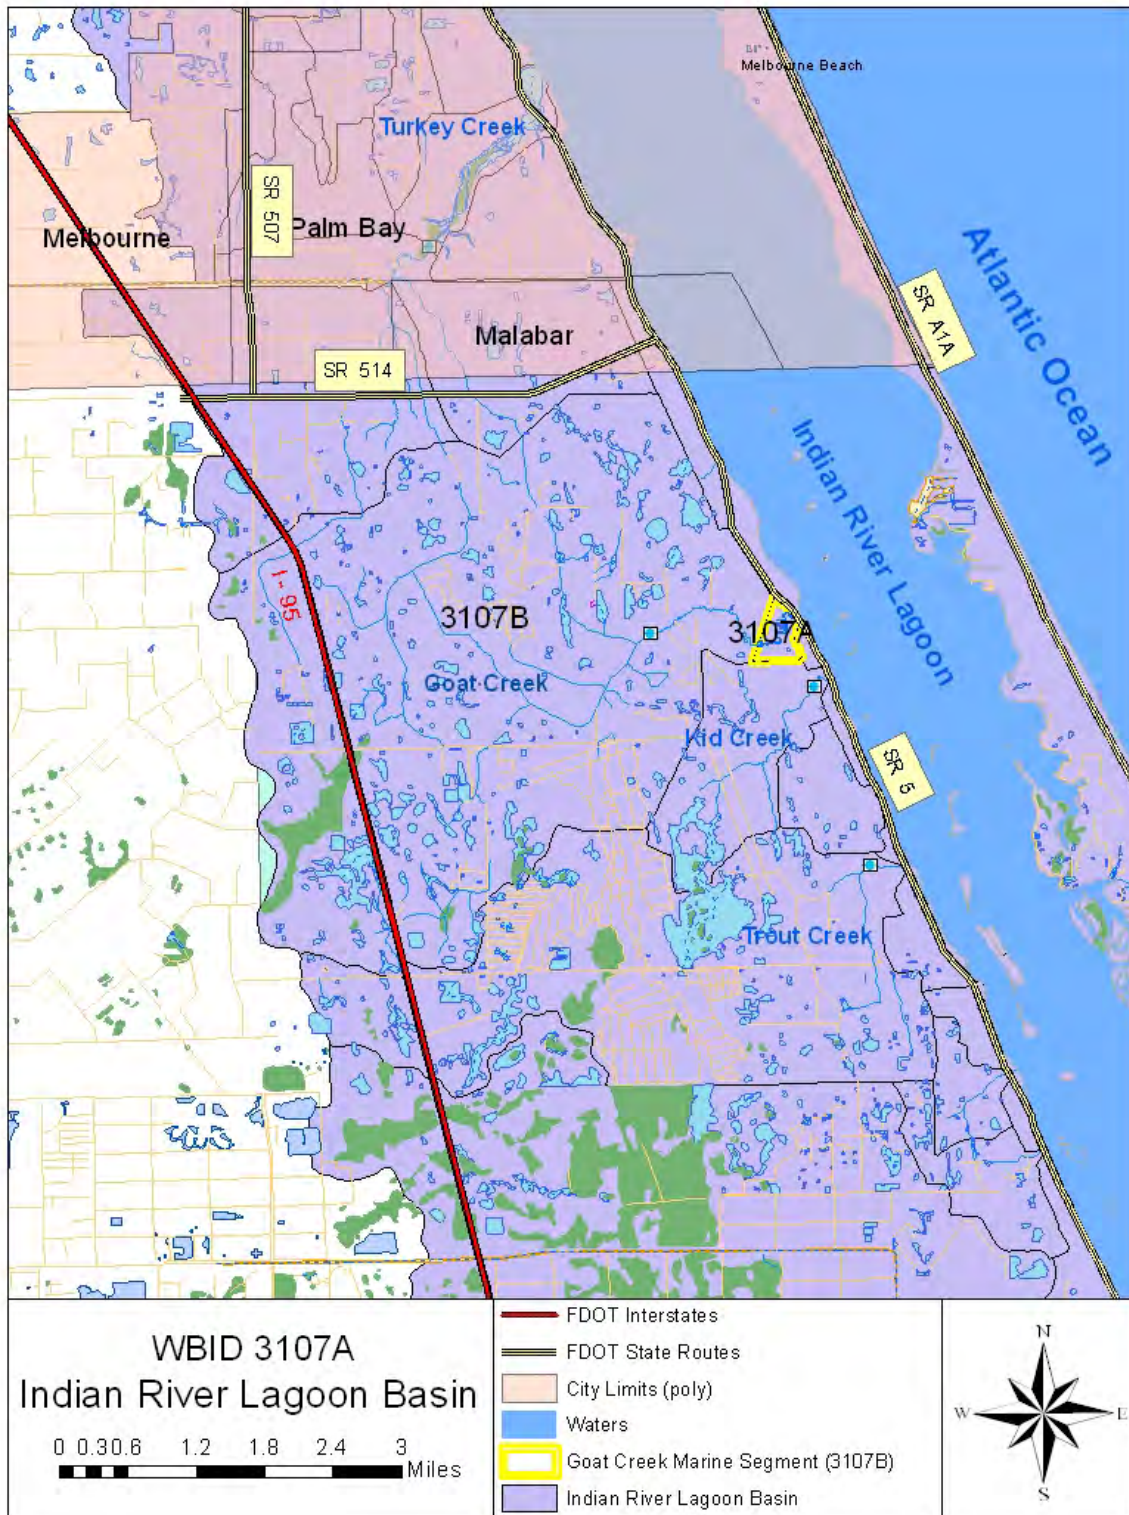 Melbourne Beach
Turkey Creek
SR 507
Palm Bay
Melbourne
Atlantic Ocean
SR A1A
Malabar
SR 514
Indian River Lagoon
I-95
3107B
3107A
Goat Creek
Kid Creek
SR 5
Trout Creek
WBID 3107A
Indian River Lagoon Basin
0 0.30.6 1.2 1.8 2.4 3
Miles
FDOT Interstates
FDOT State Routes
City Limits (poly)
Waters
Goat Creek Marine Segment (3107B)
Indian River Lagoon Basin
N
W
E
S